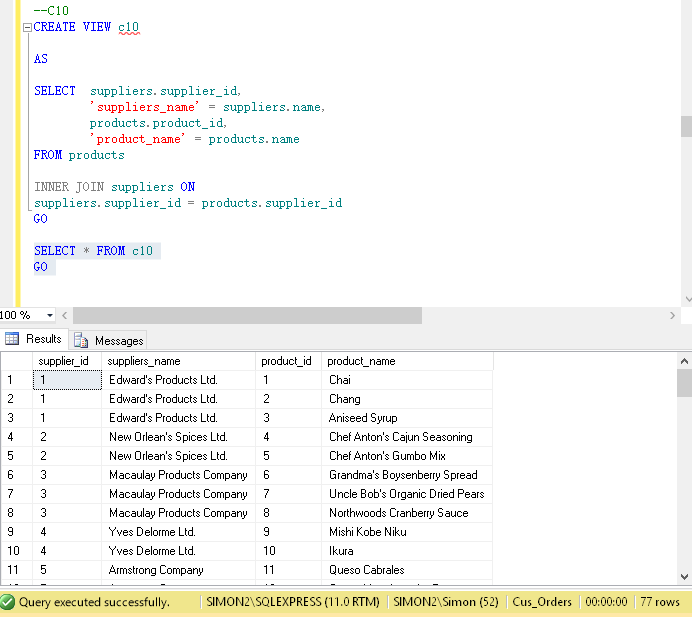 --C10
CREATE VIEW c10
AS
SELECT suppliers.supplier_id,
'suppliers_name' = suppliers.name,
products.product_id,
'product_name' = products.name
FROM products
INNER JOIN suppliers ON
suppliers.supplier_id = products.supplier_id
GO
SELECT * FROM c10
GO
100 %
Results Messages
supplier_id suppliers_name product_id product_name
1 1 Edward's Products Ltd. 1 Chai
2 1 Edward's Products Ltd. 2 Chang
3 1 Edward's Products Ltd. 3 Aniseed Syrup
4 2 New Orlean's Spices Ltd. 4 Chef Anton's Cajun Seasoning
5 2 New Orlean's Spices Ltd. 5 Chef Anton's Gumbo Mix
6 3 Macaulay Products Company 6 Grandma's Boysenberry Spread
7 3 Macaulay Products Company 7 Uncle Bob's Organic Dried Pears
8 3 Macaulay Products Company 8 Northwoods Cranberry Sauce
9 4 Yves Delorme Ltd. 9 Mishi Kobe Niku
10 4 Yves Delorme Ltd. 10 Ikura
11 5 Armstrong Company 11 Queso Cabrales
Query executed successfully. SIMON2\SQLEXPRESS (11.0 RTM) SIMON2\Simon (52) Cus_Orders 00:00:00 77 rows